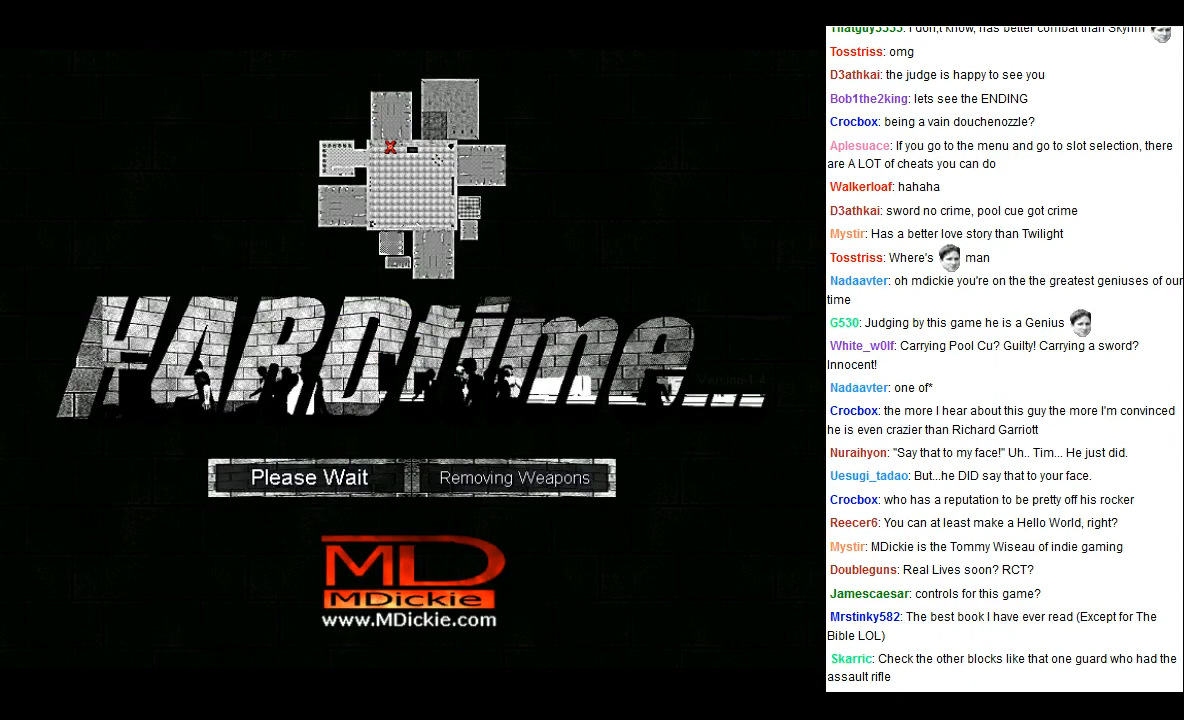 HARDtime...
Version 1.4
Please Wait
Removing Weapons
MD
MDickie
www.MDickie.com
Thatguy5555: I don,t know, has better combat than Skyrim
Tosstriss: omg
D3athkai: the judge is happy to see you
Bob1the2king: lets see the ENDING
Crocbox: being a vain douchenozzle?
Aplesuace: If you go to the menu and go to slot selection, there
are A LOT of cheats you can do
Walkerloaf: hahaha
D3athkai: sword no crime, pool cue got crime
Mystir: Has a better love story than Twilight
Tosstriss: Where's man
Nadaavter: oh mdickie you're on the the greatest geniuses of our
time
G530: Judging by this game he is a Genius
White_w0lf: Carrying Pool Cu? Guilty! Carrying a sword?
Innocent!
Nadaavter: one of*
Crocbox: the more I hear about this guy the more I'm convinced
he is even crazier than Richard Garriott
Nuraihyon: "Say that to my face!" Uh.. Tim... He just did.
Uesugi_tadao: But...he DID say that to your face.
Crocbox: who has a reputation to be pretty off his rocker
Reecer6: You can at least make a Hello World, right?
Mystir: MDickie is the Tommy Wiseau of indie gaming
Doubleguns: Real Lives soon? RCT?
Jamescaesar: controls for this game?
Mrstinky582: The best book I have ever read (Except for The
Bible LOL)
Skarric: Check the other blocks like that one guard who had the
assault rifle